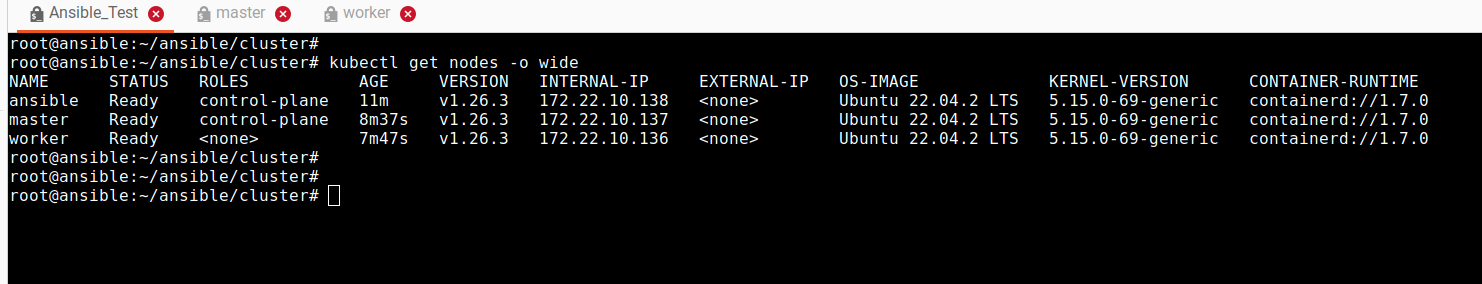 Ansible_Test master worker
root@ansible:~/ansible/cluster#
root@ansible:~/ansible/cluster# kubectl get nodes -o wide
NAME STATUS ROLES AGE VERSION INTERNAL-IP EXTERNAL-IP OS-IMAGE KERNEL-VERSION CONTAINER-RUNTIME
ansible Ready control-plane 11m v1.26.3 172.22.10.138 <none> Ubuntu 22.04.2 LTS 5.15.0-69-generic containerd://1.7.0
master Ready control-plane 8m37s v1.26.3 172.22.10.137 <none> Ubuntu 22.04.2 LTS 5.15.0-69-generic containerd://1.7.0
worker Ready <none> 7m47s v1.26.3 172.22.10.136 <none> Ubuntu 22.04.2 LTS 5.15.0-69-generic containerd://1.7.0
root@ansible:~/ansible/cluster#
root@ansible:~/ansible/cluster#
root@ansible:~/ansible/cluster#